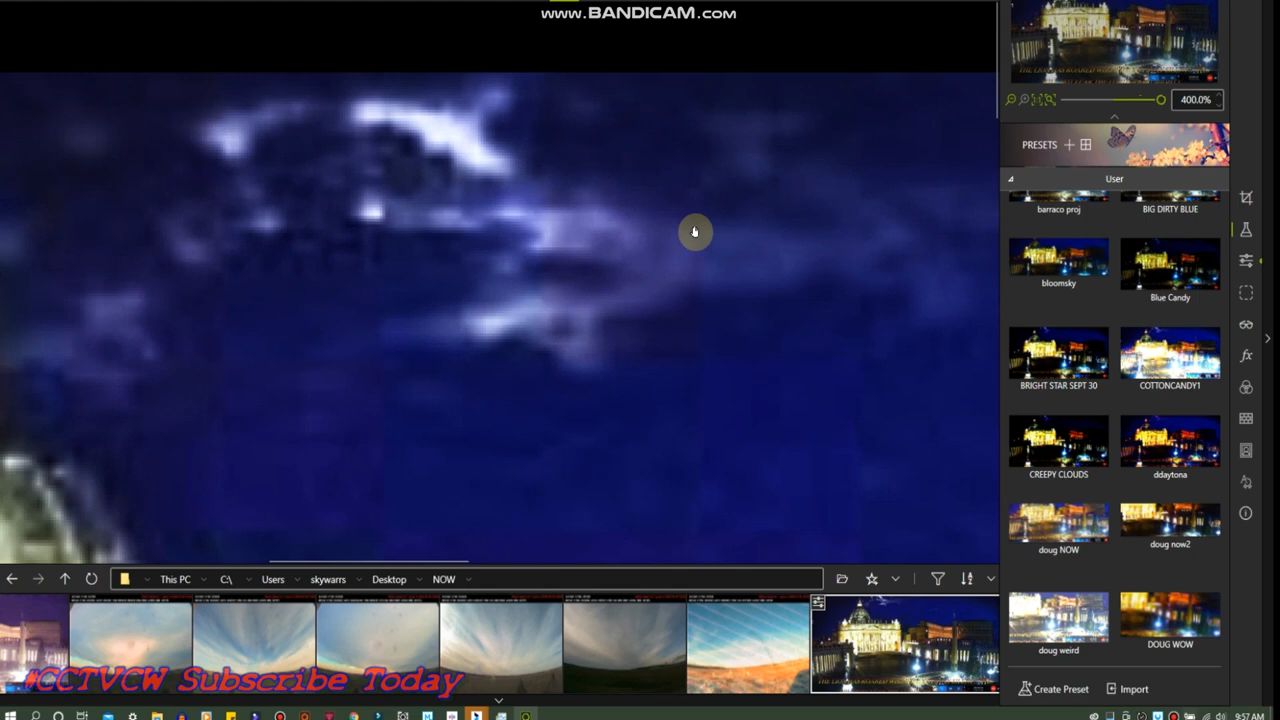 www.BANDICAM.com
400.0%
PRESETS
User
barraco proj
BIG DIRTY BLUE
bloomsky
Blue Candy
BRIGHT STAR SEPT 30
COTTONCANDY1
CREEPY CLOUDS
ddaytona
doug NOW
doug now2
doug weird
DOUG WOW
Create Preset
Import
This PC
C:\
Users
skywarrs
Desktop
NOW
#CCTVCW Subscribe Today
9:57 AM